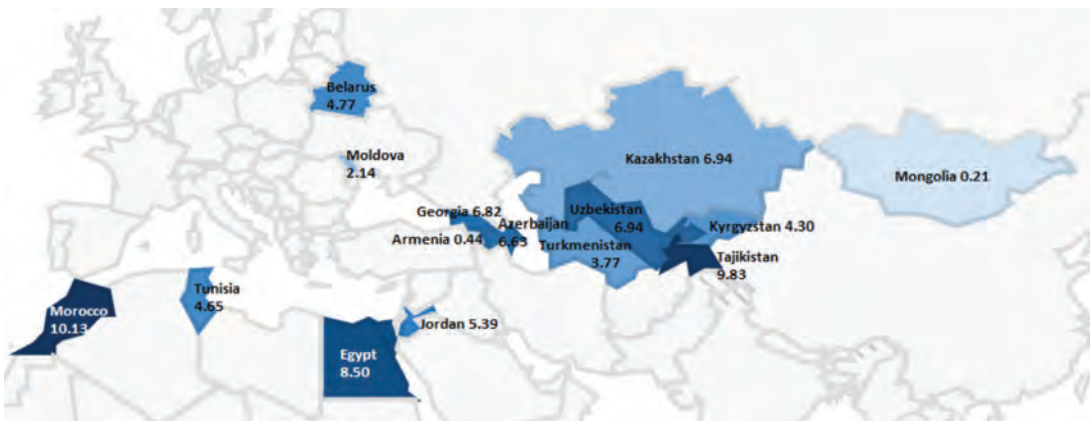 Belarus
4.77
Moldova
2.14
Kazakhstan 6.94
Mongolia 0.21
Georgia 6.82
Azerbaijan
6.63
Uzbekistan
6.94
Kyrgyzstan 4.30
Armenia 0.44
Turkmenistan
3.77
Tajikistan
9.83
Tunisia
4.65
Morocco
10.13
Jordan 5.39
Egypt
8.50